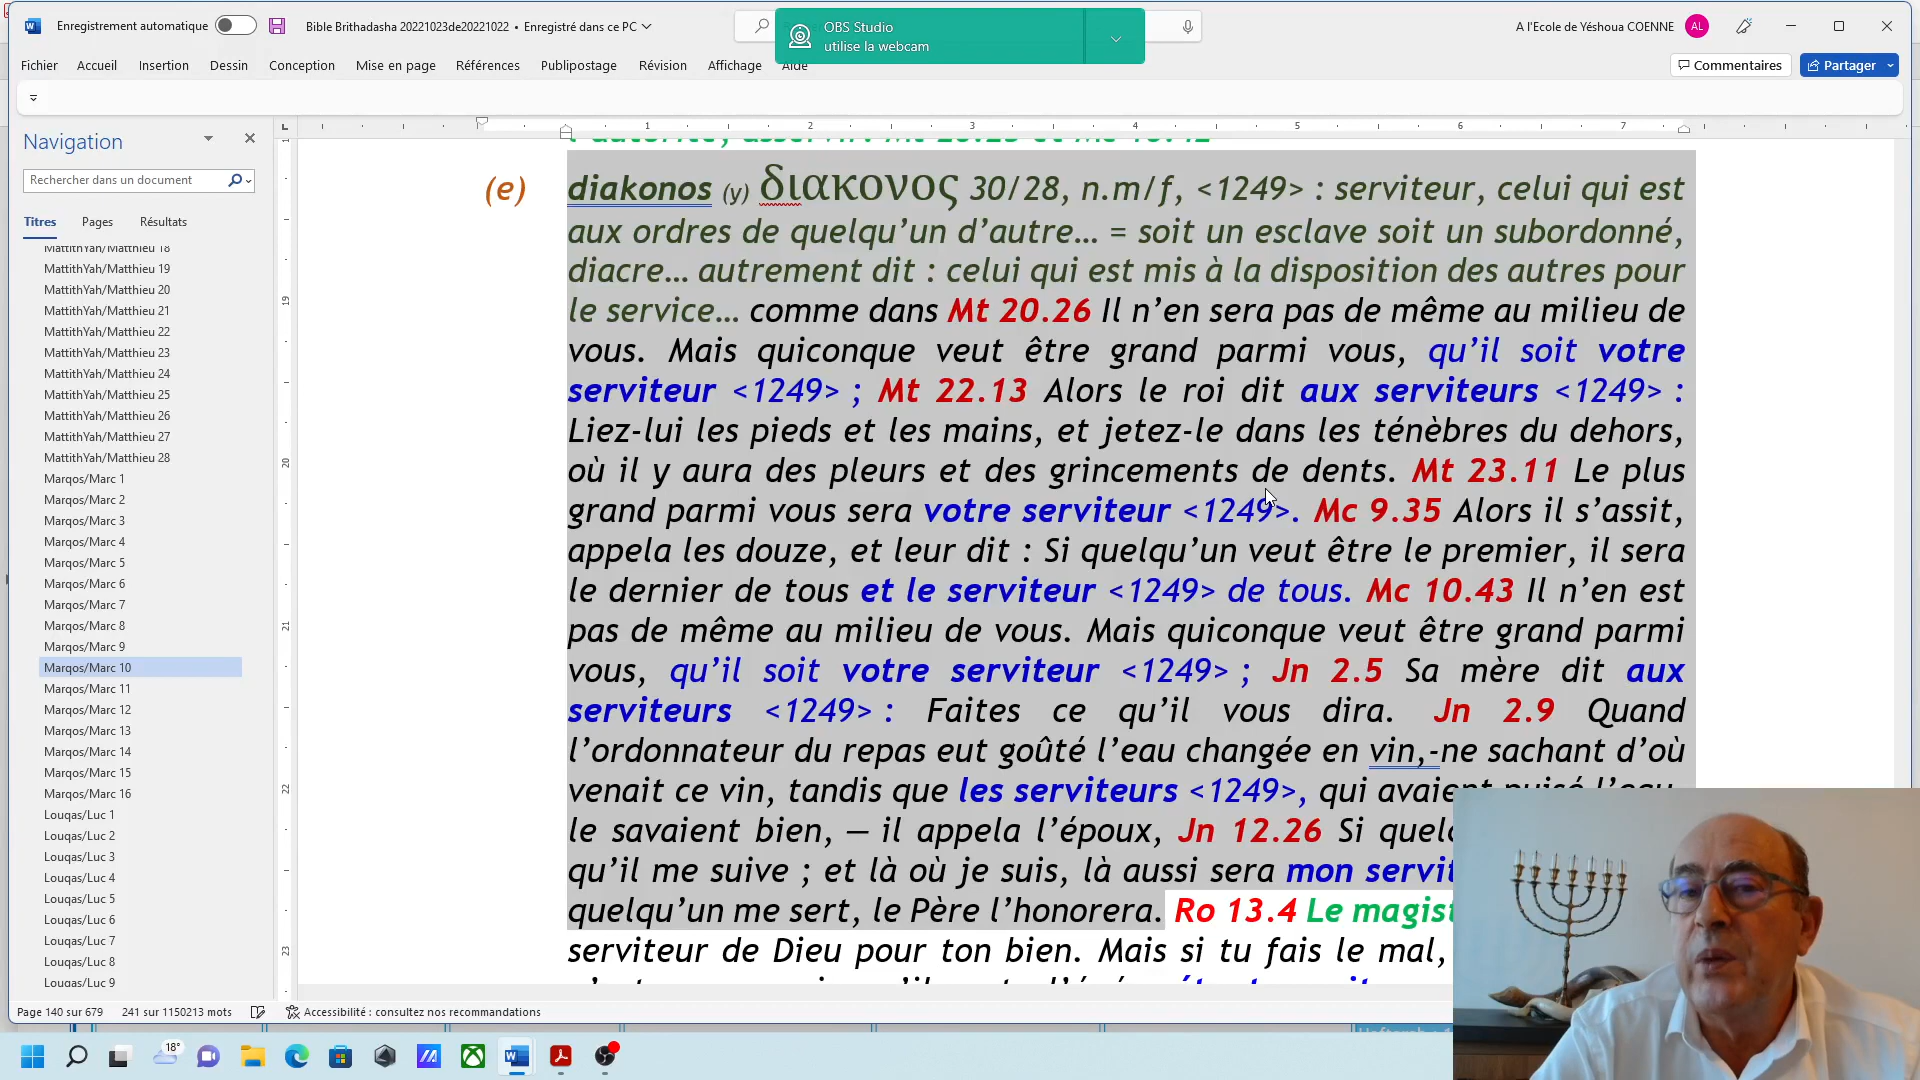 Enregistrement automatique
Bible Brithadasha 20221023de20221022 • Enregistré dans ce PC
OBS Studio
utilise la webcam
A l'Ecole de Yéshoua COENNE
AL
Fichier Accueil Insertion Dessin Conception Mise en page Références Publipostage Révision Affichage Aide
Commentaires
Partager
Navigation
Rechercher dans un document
Titres Pages Résultats
MattithYah/Matthieu 18
MattithYah/Matthieu 19
MattithYah/Matthieu 20
MattithYah/Matthieu 21
MattithYah/Matthieu 22
MattithYah/Matthieu 23
MattithYah/Matthieu 24
MattithYah/Matthieu 25
MattithYah/Matthieu 26
MattithYah/Matthieu 27
MattithYah/Matthieu 28
Marqos/Marc 1
Marqos/Marc 2
Marqos/Marc 3
Marqos/Marc 4
Marqos/Marc 5
Marqos/Marc 6
Marqos/Marc 7
Marqos/Marc 8
Marqos/Marc 9
Marqos/Marc 10
Marqos/Marc 11
Marqos/Marc 12
Marqos/Marc 13
Marqos/Marc 14
Marqos/Marc 15
Marqos/Marc 16
Louqas/Luc 1
Louqas/Luc 2
Louqas/Luc 3
Louqas/Luc 4
Louqas/Luc 5
Louqas/Luc 6
Louqas/Luc 7
Louqas/Luc 8
Louqas/Luc 9
1 2 3 4 5 6 7
19
20
21
22
23
(e) diakonos (y) διακονος 30/28, n.m/f, <1249> : serviteur, celui qui est
aux ordres de quelqu’un d’autre… = soit un esclave soit un subordonné,
diacre… autrement dit : celui qui est mis à la disposition des autres pour
le service… comme dans Mt 20.26 Il n’en sera pas de même au milieu de
vous. Mais quiconque veut être grand parmi vous, qu’il soit votre
serviteur <1249> ; Mt 22.13 Alors le roi dit aux serviteurs <1249> :
Liez-lui les pieds et les mains, et jetez-le dans les ténèbres du dehors,
où il y aura des pleurs et des grincements de dents. Mt 23.11 Le plus
grand parmi vous sera votre serviteur <1249>. Mc 9.35 Alors il s’assit,
appela les douze, et leur dit : Si quelqu’un veut être le premier, il sera
le dernier de tous et le serviteur <1249> de tous. Mc 10.43 Il n’en est
pas de même au milieu de vous. Mais quiconque veut être grand parmi
vous, qu’il soit votre serviteur <1249> ; Jn 2.5 Sa mère dit aux
serviteurs <1249> : Faites ce qu’il vous dira. Jn 2.9 Quand
l’ordonnateur du repas eut goûté l’eau changée en vin,-ne sachant d’où
venait ce vin, tandis que les serviteurs <1249>, qui avaient puisé l’eau
le savaient bien, — il appela l’époux, Jn 12.26 Si
qu’il me suive ; et là où je suis, là aussi sera mon
quelqu’un me sert, le Père l’honorera. Ro 13.4 Le
serviteur de Dieu pour ton bien. Mais si tu fais le mal,
Page 140 sur 679 241 sur 1150213 mots Accessibilité : consultez nos recommandations
18°